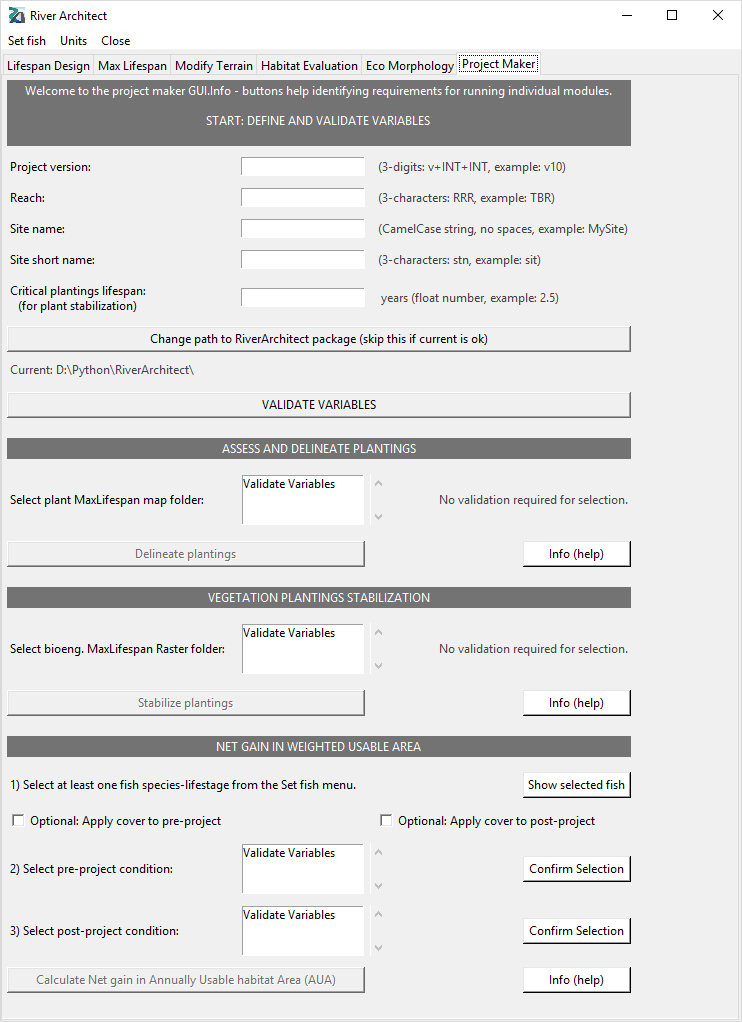 River Architect
Set fish Units Close
Lifespan Design Max Lifespan Modify Terrain Habitat Evaluation Eco Morphology Project Maker
Welcome to the project maker GUI.Info - buttons help identifying requirements for running individual modules.
START: DEFINE AND VALIDATE VARIABLES
Project version: (3-digits: v+INT+INT, example: v10)
Reach: (3-characters: RRR, example: TBR)
Site name: (CamelCase string, no spaces, example: MySite)
Site short name: (3-characters: stn, example: sit)
Critical plantings lifespan:
(for plant stabilization) years (float number, example: 2.5)
Change path to RiverArchitect package (skip this if current is ok)
Current: D:\Python\RiverArchitect\
VALIDATE VARIABLES
ASSESS AND DELINEATE PLANTINGS
Validate Variables
Select plant MaxLifespan map folder: No validation required for selection.
Delineate plantings Info (help)
VEGETATION PLANTINGS STABILIZATION
Validate Variables
Select bioeng. MaxLifespan Raster folder: No validation required for selection.
Stabilize plantings Info (help)
NET GAIN IN WEIGHTED USABLE AREA
1) Select at least one fish species-lifestage from the Set fish menu. Show selected fish
Optional: Apply cover to pre-project Optional: Apply cover to post-project
Validate Variables
2) Select pre-project condition: Confirm Selection
Validate Variables
3) Select post-project condition: Confirm Selection
Calculate Net gain in Annually Usable habitat Area (AUA) Info (help)